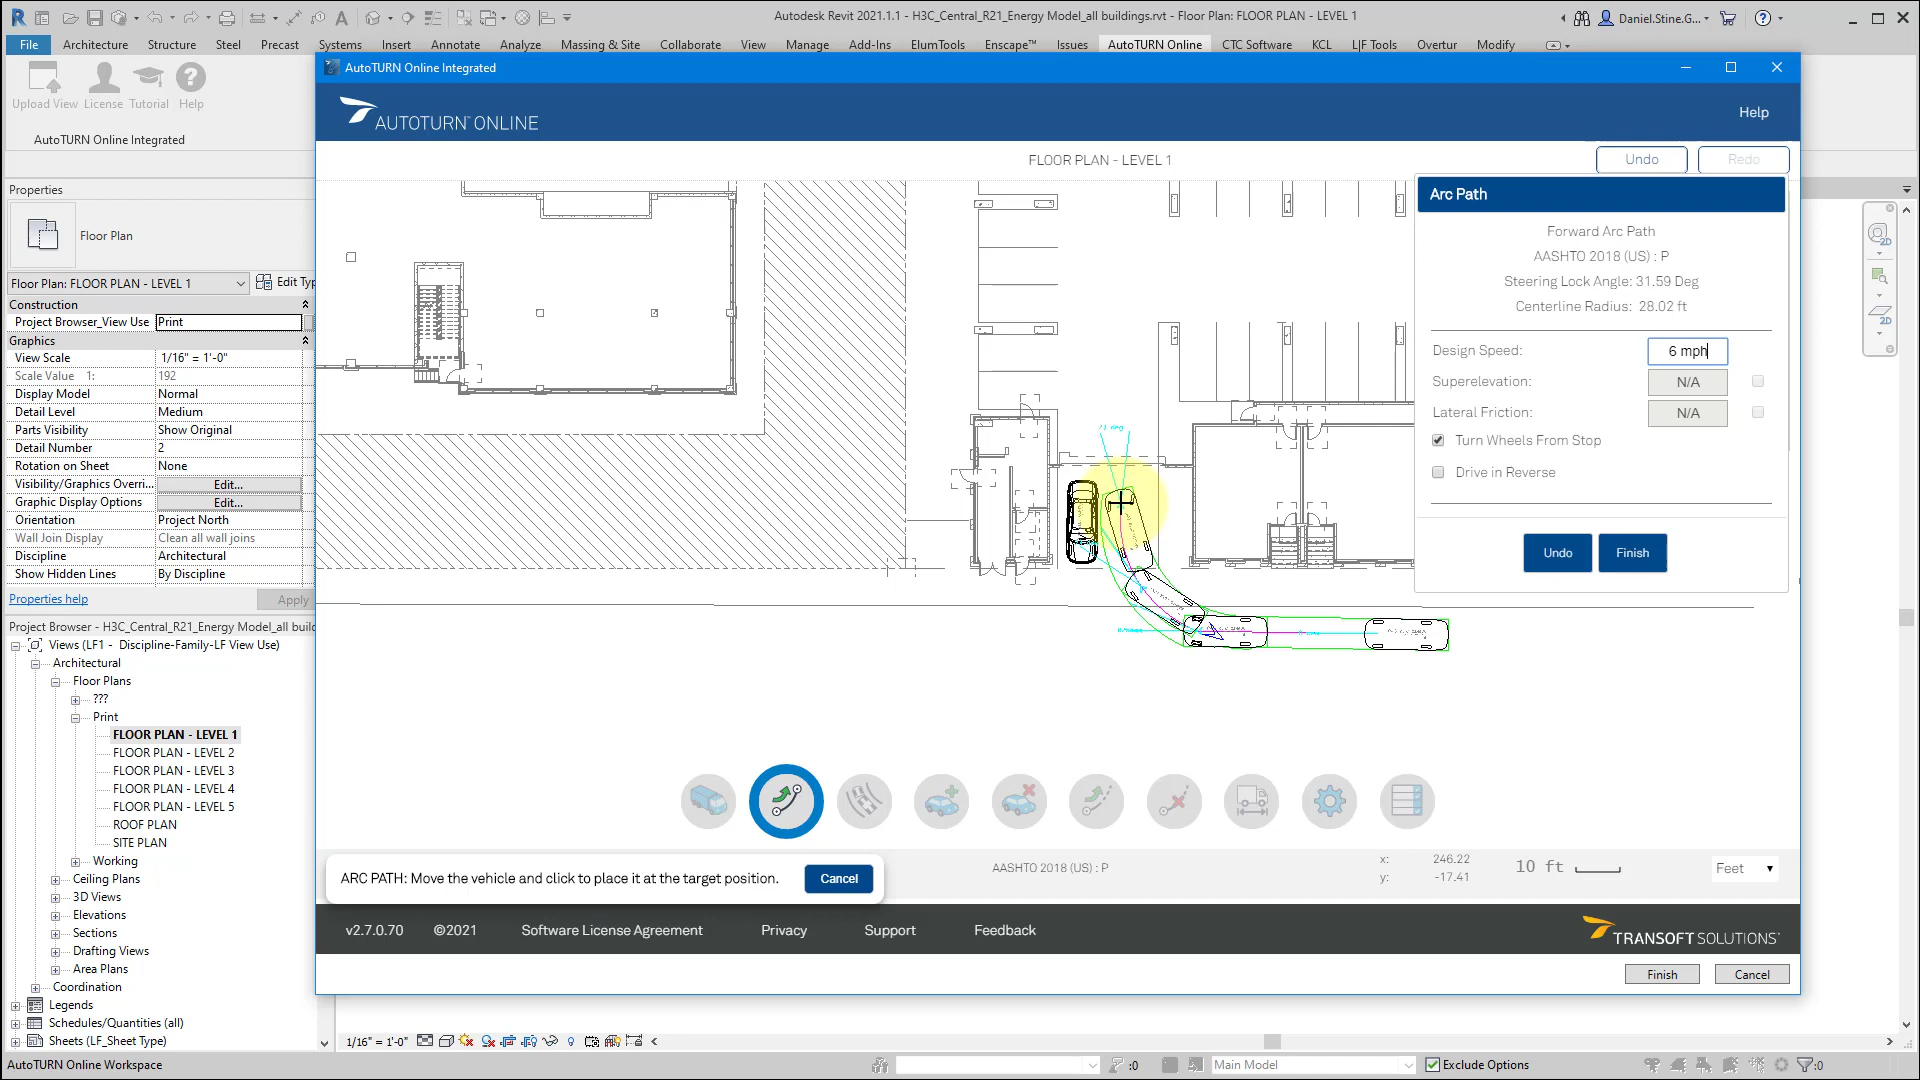 Autodesk Revit 2021.1.1 - H3C_Central_R21_Energy Model_all buildings.rvt - Floor Plan: FLOOR PLAN - LEVEL 1
Daniel.Stine.G...
File Architecture Structure Steel Precast Systems Insert Annotate Analyze Massing & Site Collaborate View Manage Add-Ins ElumTools Enscape™ Issues AutoTURN Online CTC Software KCL L|F Tools Overtur Modify
Upload View License Tutorial Help
AutoTURN Online Integrated
AutoTURN Online Integrated
AUTOTURN™ ONLINE
Help
FLOOR PLAN - LEVEL 1
Undo
Redo
Properties
Floor Plan
Floor Plan: FLOOR PLAN - LEVEL 1
Edit Typ
Construction
Project Browser_View Use Print
Graphics
View Scale 1/16" = 1'-0"
Scale Value 1: 192
Display Model Normal
Detail Level Medium
Parts Visibility Show Original
Detail Number 2
Rotation on Sheet None
Visibility/Graphics Overri... Edit...
Graphic Display Options Edit...
Orientation Project North
Wall Join Display Clean all wall joins
Discipline Architectural
Show Hidden Lines By Discipline
Properties help
Apply
Project Browser - H3C_Central_R21_Energy Model_all build
Views (LF1 - Discipline-Family-LF View Use)
Architectural
Floor Plans
???
Print
FLOOR PLAN - LEVEL 1
FLOOR PLAN - LEVEL 2
FLOOR PLAN - LEVEL 3
FLOOR PLAN - LEVEL 4
FLOOR PLAN - LEVEL 5
ROOF PLAN
SITE PLAN
Working
Ceiling Plans
3D Views
Elevations
Sections
Drafting Views
Area Plans
Coordination
Legends
Schedules/Quantities (all)
Sheets (LF_Sheet Type)
AutoTURN Online Workspace
Arc Path
Forward Arc Path
AASHTO 2018 (US) : P
Steering Lock Angle: 31.59 Deg
Centerline Radius: 28.02 ft
Design Speed: 6 mph
Superelevation: N/A
Lateral Friction: N/A
Turn Wheels From Stop
Drive in Reverse
Undo
Finish
2D
2D
ARC PATH: Move the vehicle and click to place it at the target position.
Cancel
AASHTO 2018 (US) : P
x: 246.22
y: -17.41
10 ft
Feet
v2.7.0.70 ©2021 Software License Agreement Privacy Support Feedback
TRANSOFT SOLUTIONS
Finish
Cancel
1/16" = 1'-0"
:0
Main Model
Exclude Options
:0